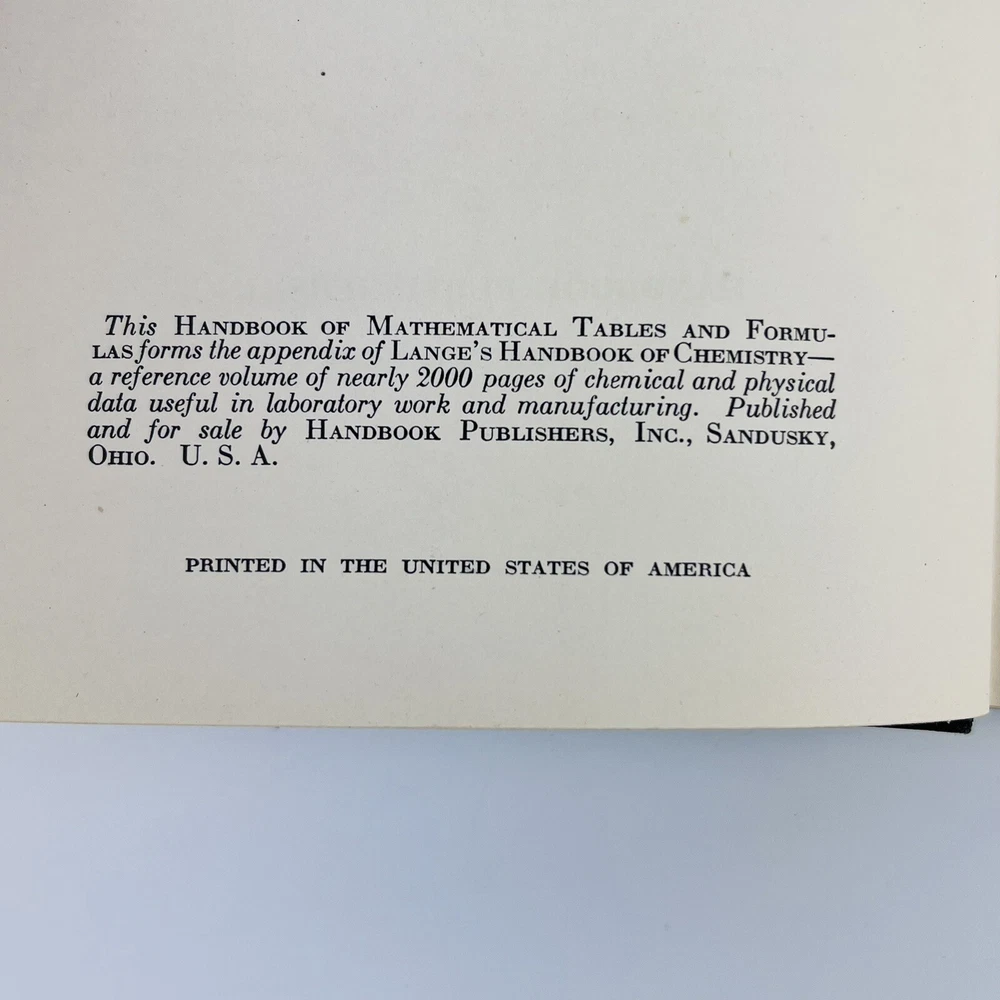 This HANDBOOK OF MATHEMATICAL TABLES AND FORMU-
LAS forms the appendix of LANGE'S HANDBOOK OF CHEMISTRY—
a reference volume of nearly 2000 pages of chemical and physical
data useful in laboratory work and manufacturing. Published
and for sale by HANDBOOK PUBLISHERS, INC., SANDUSKY,
OHIO. U. S. A.
PRINTED IN THE UNITED STATES OF AMERICA